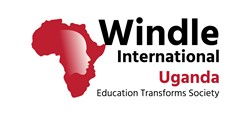 Windle
International
Uganda
Education Transforms Society